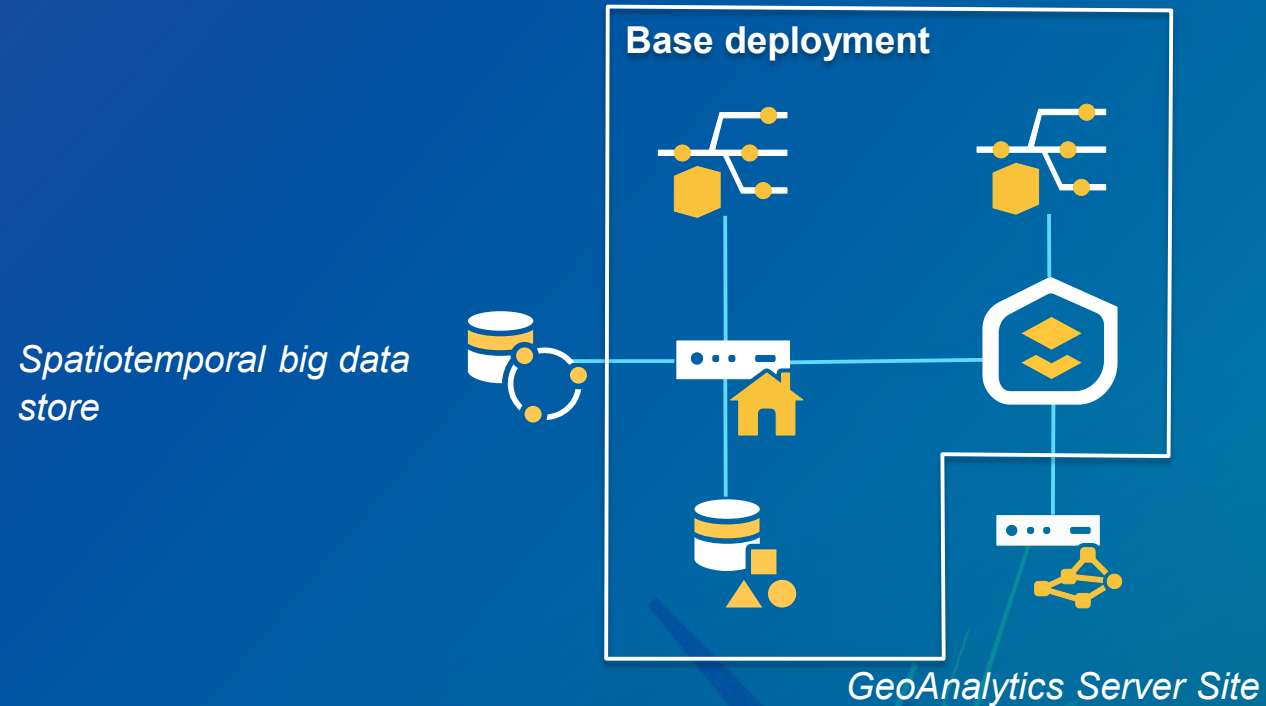 Base deployment
Spatiotemporal big data
store
GeoAnalytics Server Site